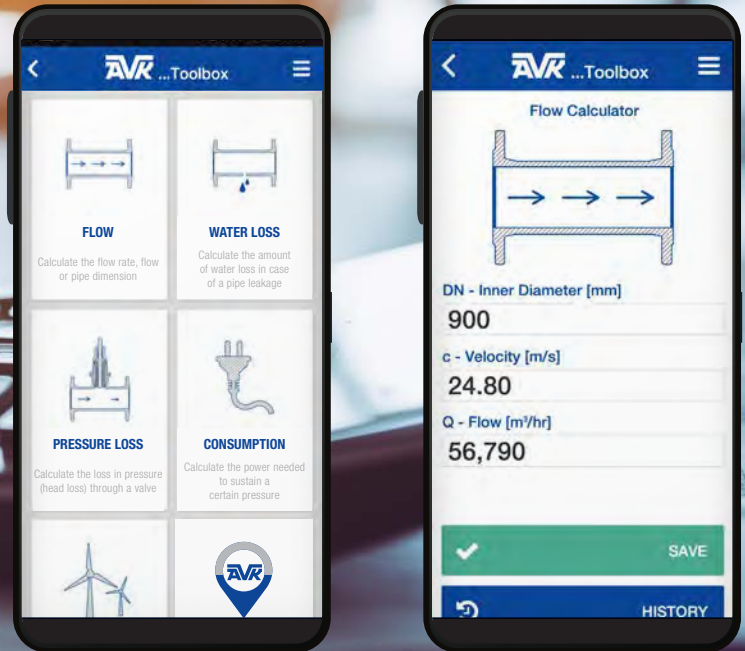 AVK ...Toolbox
FLOW
Calculate the flow rate, flow
or pipe dimension
WATER LOSS
Calculate the amount
of water loss in case
of a pipe leakage
PRESSURE LOSS
Calculate the loss in pressure
(head loss) through a valve
CONSUMPTION
Calculate the power needed
to sustain a
certain pressure
AVK
AVK ...Toolbox
Flow Calculator
DN - Inner Diameter [mm]
900
c - Velocity [m/s]
24.80
Q - Flow [m³/hr]
56,790
SAVE
HISTORY